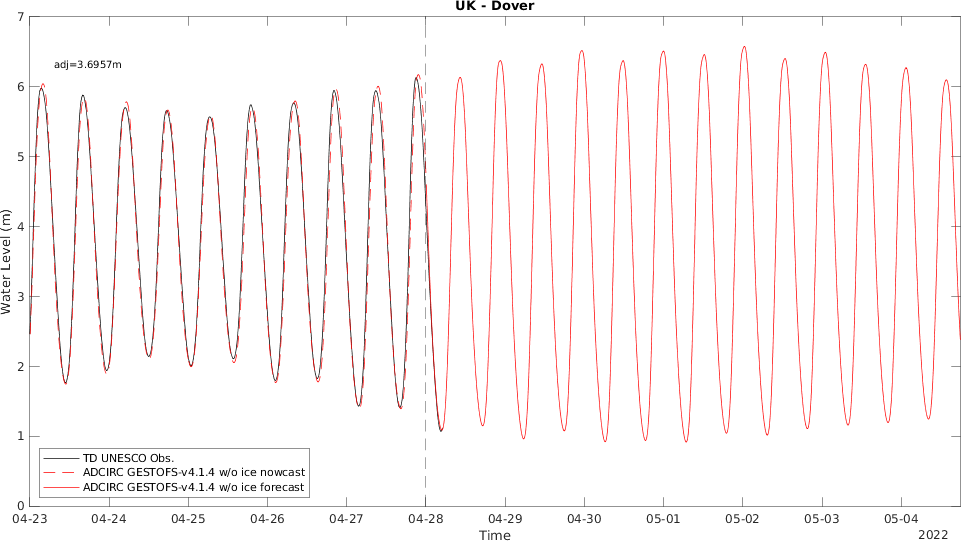 UK - Dover
adj=3.6957m
7
6
5
4
3
2
1
0
Water Level (m)
TD UNESCO Obs.
ADCIRC GESTOFS-v4.1.4 w/o ice nowcast
ADCIRC GESTOFS-v4.1.4 w/o ice forecast
04-23 04-24 04-25 04-26 04-27 04-28 04-29 04-30 05-01 05-02 05-03 05-04
Time
2022